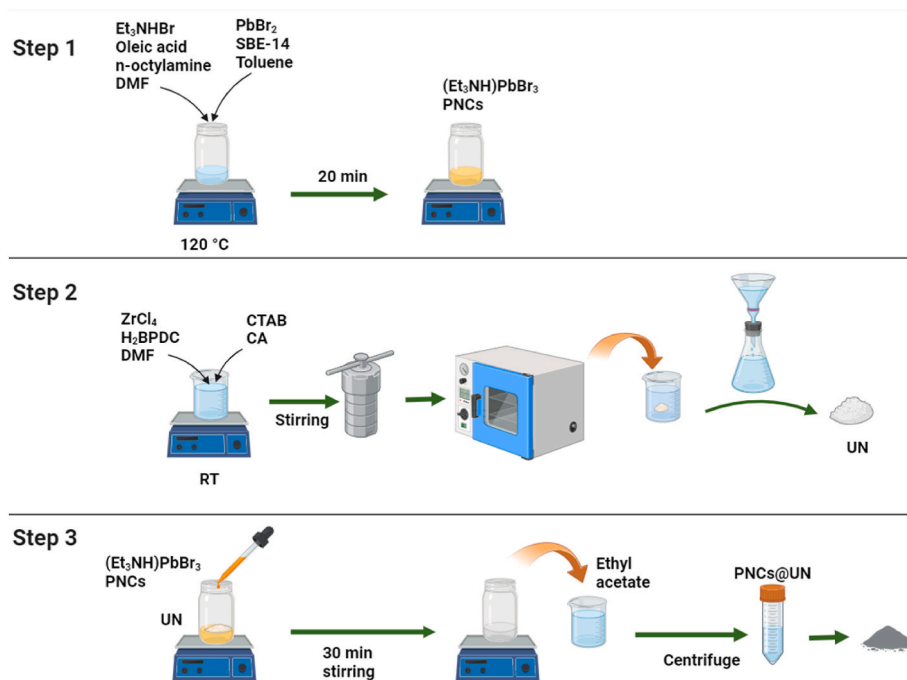 Step 1
Et₃NHBr
Oleic acid
n-octylamine
DMF
PbBr₂
SBE-14
Toluene
120 °C
20 min
(Et₃NH)PbBr₃
PNCs
Step 2
ZrCl₄
H₂BPDC
DMF
CTAB
CA
RT
Stirring
UN
Step 3
(Et₃NH)PbBr₃
PNCs
UN
30 min
stirring
Ethyl
acetate
Centrifuge
PNCs@UN